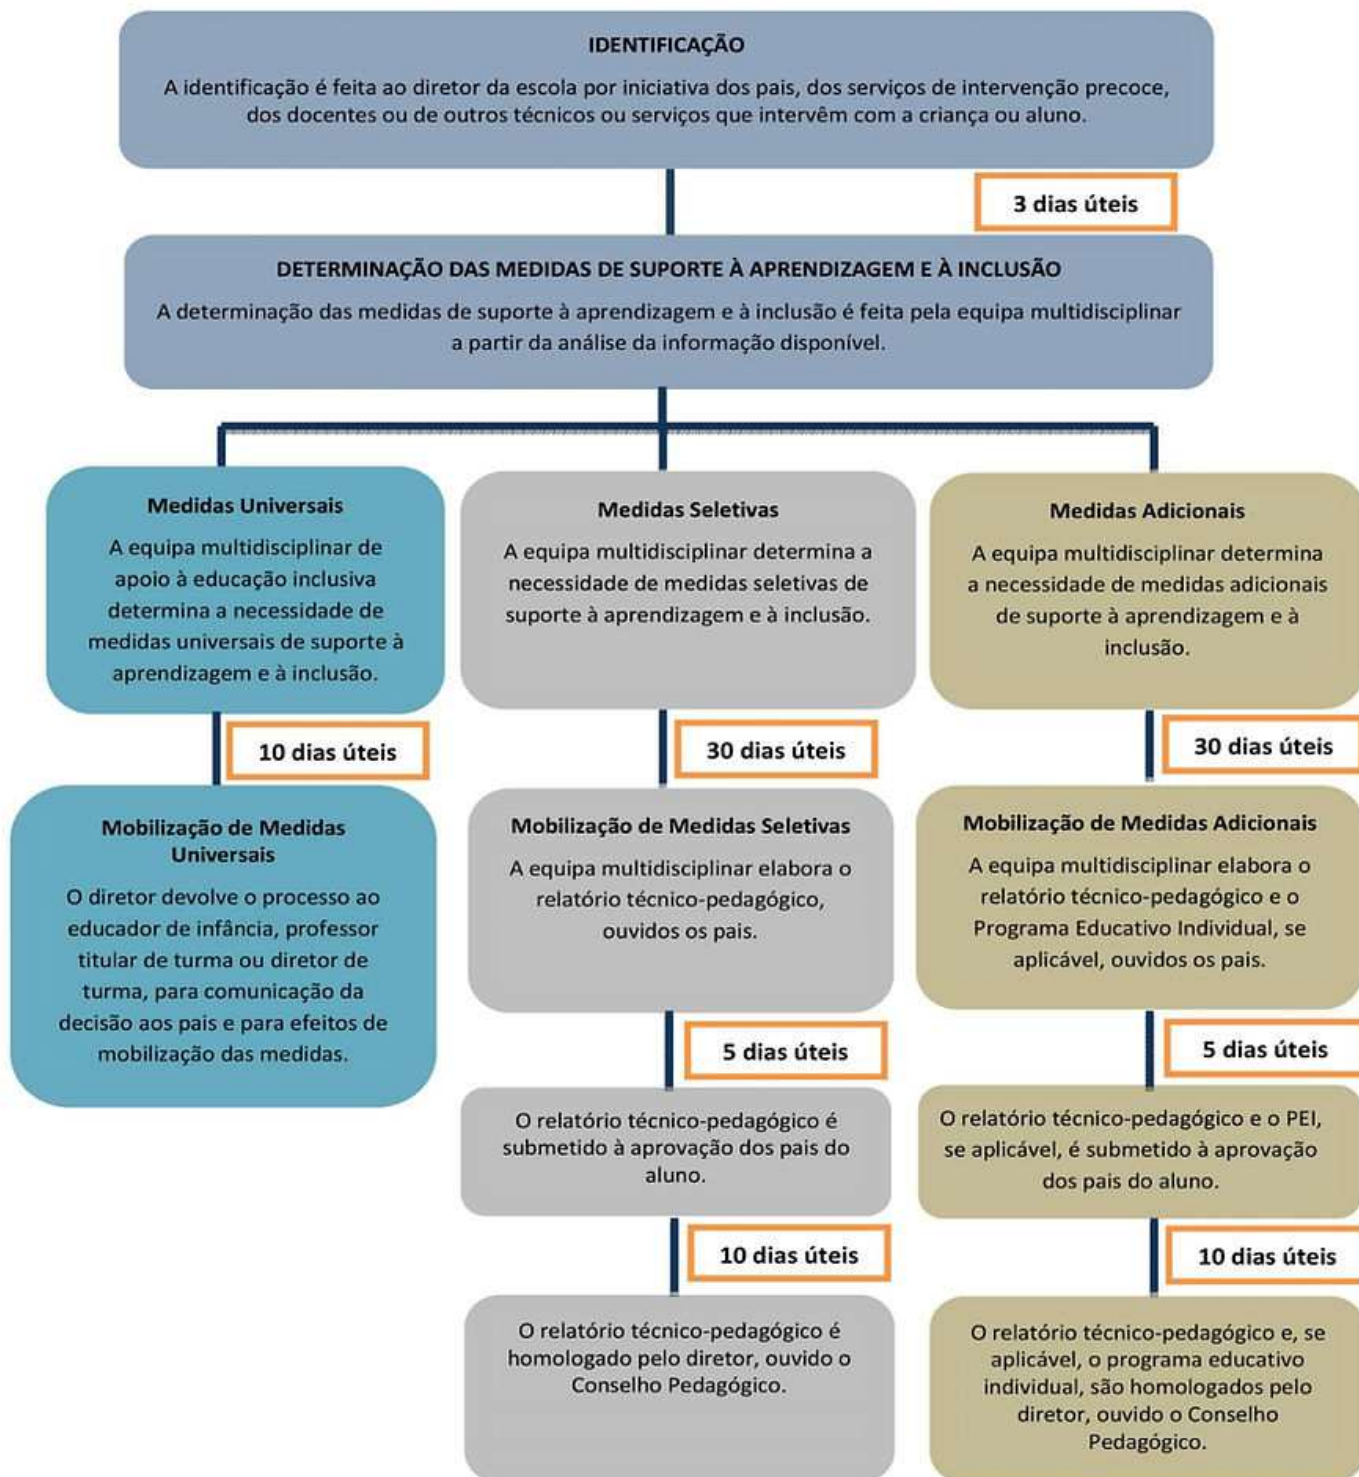 IDENTIFICAÇÃO
A identificação é feita ao diretor da escola por iniciativa dos pais, dos serviços de intervenção precoce,
dos docentes ou de outros técnicos ou serviços que intervêm com a criança ou aluno.
3 dias úteis
DETERMINAÇÃO DAS MEDIDAS DE SUPORTE À APRENDIZAGEM E À INCLUSÃO
A determinação das medidas de suporte à aprendizagem e à inclusão é feita pela equipa multidisciplinar
a partir da análise da informação disponível.
Medidas Universais
A equipa multidisciplinar de
apoio à educação inclusiva
determina a necessidade de
medidas universais de suporte à
aprendizagem e à inclusão.
10 dias úteis
Mobilização de Medidas
Universais
O diretor devolve o processo ao
educador de infância, professor
titular de turma ou diretor de
turma, para comunicação da
decisão aos pais e para efeitos de
mobilização das medidas.
Medidas Seletivas
A equipa multidisciplinar determina a
necessidade de medidas seletivas de
suporte à aprendizagem e à inclusão.
30 dias úteis
Mobilização de Medidas Seletivas
A equipa multidisciplinar elabora o
relatório técnico-pedagógico,
ouvidos os pais.
5 dias úteis
O relatório técnico-pedagógico é
submetido à aprovação dos pais do
aluno.
10 dias úteis
O relatório técnico-pedagógico é
homologado pelo diretor, ouvido o
Conselho Pedagógico.
Medidas Adicionais
A equipa multidisciplinar determina
a necessidade de medidas adicionais
de suporte à aprendizagem e à
inclusão.
30 dias úteis
Mobilização de Medidas Adicionais
A equipa multidisciplinar elabora o
relatório técnico-pedagógico e o
Programa Educativo Individual, se
aplicável, ouvidos os pais.
5 dias úteis
O relatório técnico-pedagógico e o PEI,
se aplicável, é submetido à aprovação
dos pais do aluno.
10 dias úteis
O relatório técnico-pedagógico e, se
aplicável, o programa educativo
individual, são homologados pelo
diretor, ouvido o Conselho
Pedagógico.